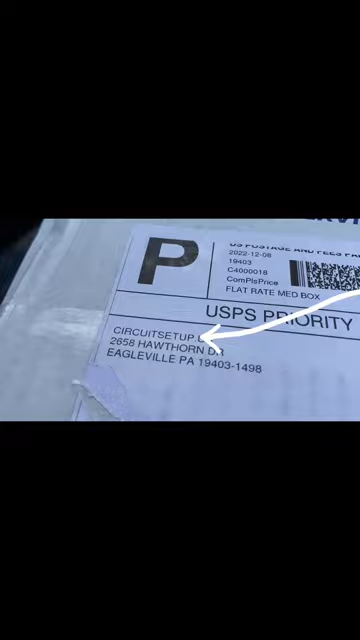 US POSTAGE AND FEES
P
2022-12-08
19403
C4000018
ComPlsPrice
FLAT RATE MED BOX
USPS PRIORITY
CIRCUITSETUP
2658 HAWTHORN DR
EAGLEVILLE PA 19403-1498